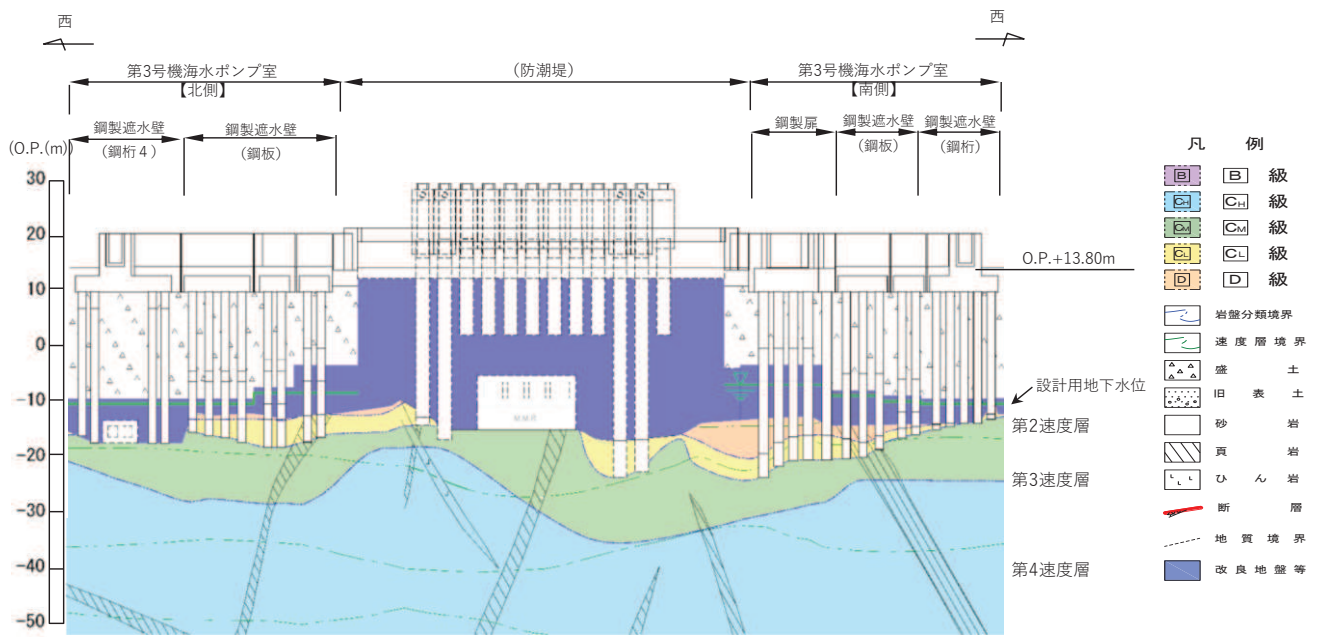 西
西
第3号機海水ポンプ室
【北側】
(防潮堤)
第3号機海水ポンプ室
【南側】
鋼製遮水壁
(鋼桁4)
鋼製遮水壁
(鋼板)
鋼製扉
鋼製遮水壁
(鋼板)
鋼製遮水壁
(鋼桁)
(O.P.(m))
30
20
10
0
-10
-20
-30
-40
-50
O.P.+13.80m
設計用地下水位
第2速度層
第3速度層
第4速度層
凡 例
B B 級
CH CH 級
CM CM 級
CL CL 級
D D 級
岩盤分類境界
速度層境界
盛 土
旧 表 土
砂 岩
頁 岩
ひ ん 岩
断 層
地質境界
改良地盤等